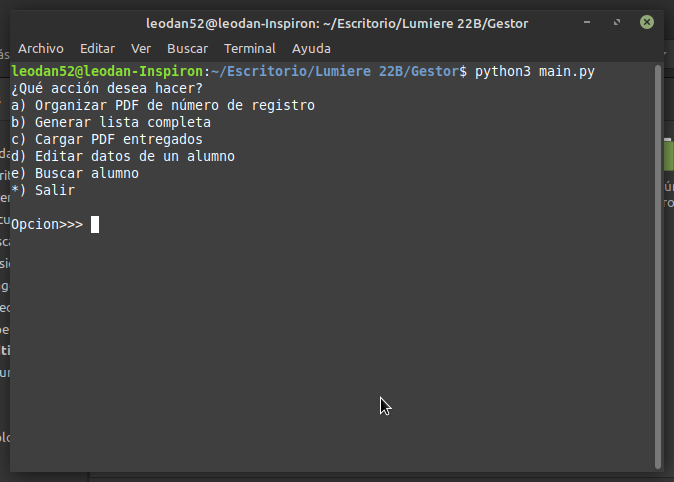 leodan52@leodan-Inspiron: ~/Escritorio/Lumiere 22B/Gestor
Archivo Editar Ver Buscar Terminal Ayuda
leodan52@leodan-Inspiron:~/Escritorio/Lumiere 22B/Gestor$ python3 main.py
¿Qué acción desea hacer?
a) Organizar PDF de número de registro
b) Generar lista completa
c) Cargar PDF entregados
d) Editar datos de un alumno
e) Buscar alumno
*) Salir
Opcion>>>